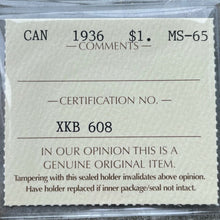 CAN 1936 $1. MS-65
COMMENTS
CERTIFICATION NO.
XKB 608
IN OUR OPINION THIS IS A
GENUINE ORIGINAL ITEM.
Tampering with this sealed holder invalidates above opinion.
Have holder replaced if inner package/seal not intact.